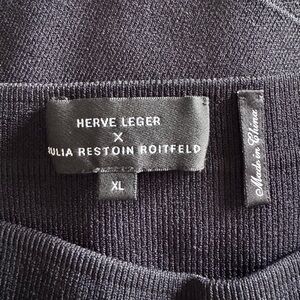 HERVE LEGER
X
JULIA RESTOIN ROITFELD
XL
Made in China